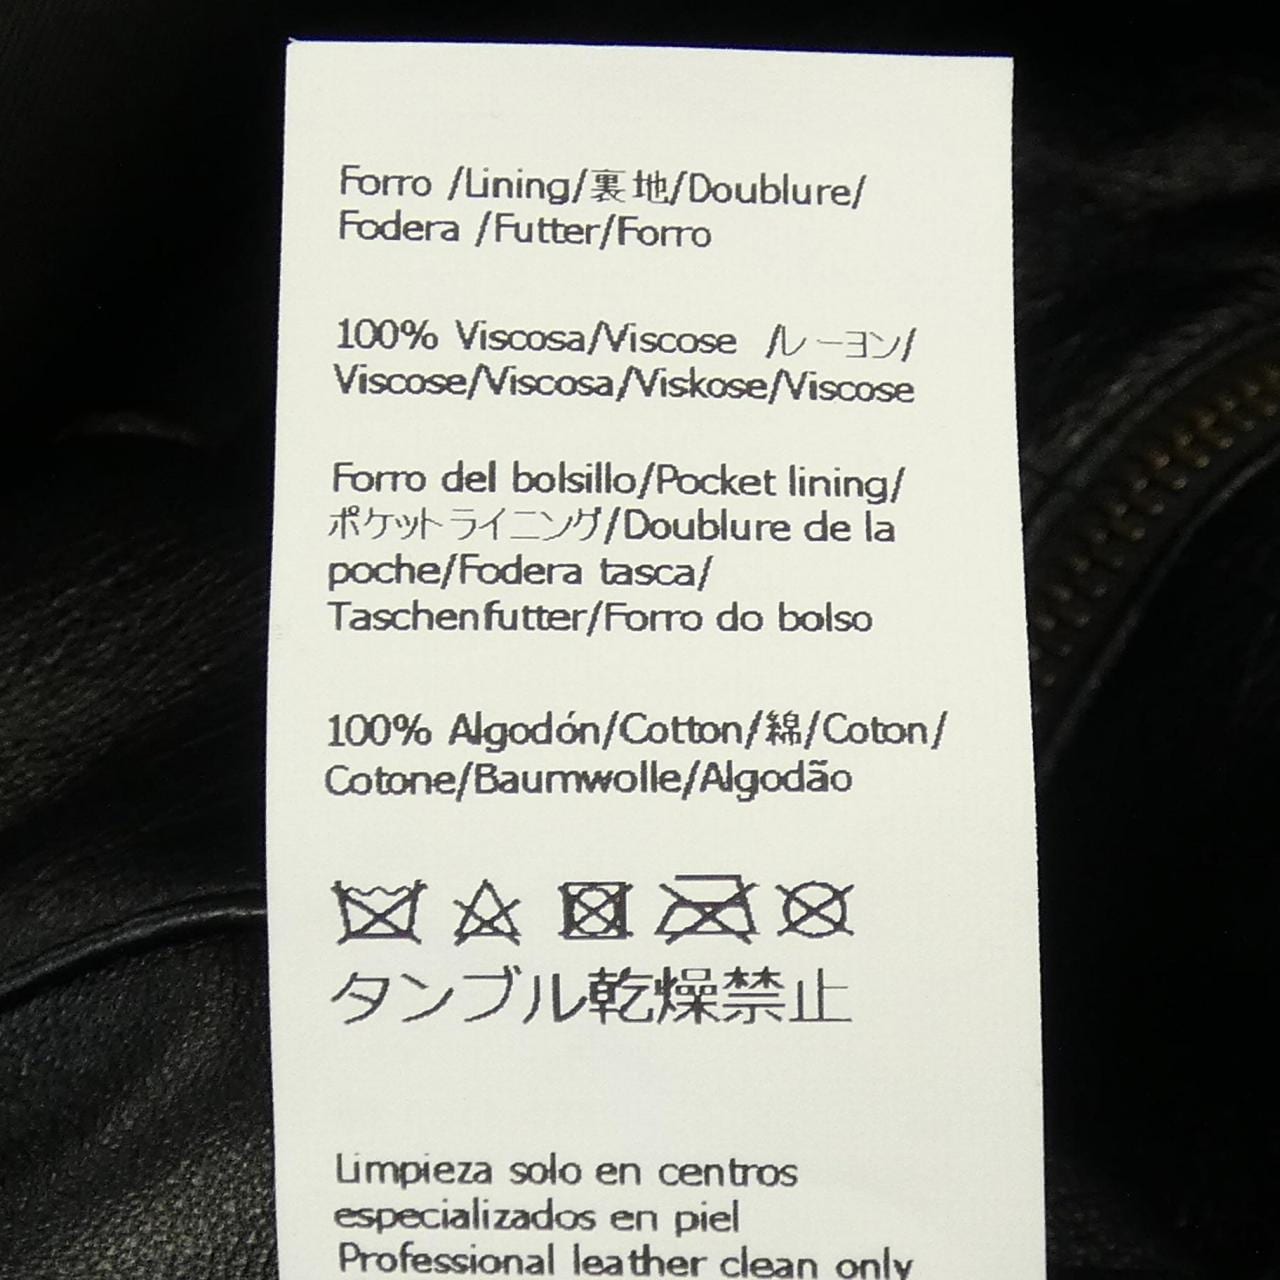 Forro /Lining/裏地/Doublure/
Fodera /Futter/Forro
100% Viscosa/Viscose /レーヨン/
Viscose/Viscosa/Viskose/Viscose
Forro del bolsillo/Pocket lining/
ポケットライニング/Doublure de la
poche/Fodera tasca/
Taschenfutter/Forro do bolso
100% Algodón/Cotton/綿/Coton/
Cotone/Baumwolle/Algodão
タンブル乾燥禁止
Limpieza solo en centros
especializados en piel
Professional leather clean only